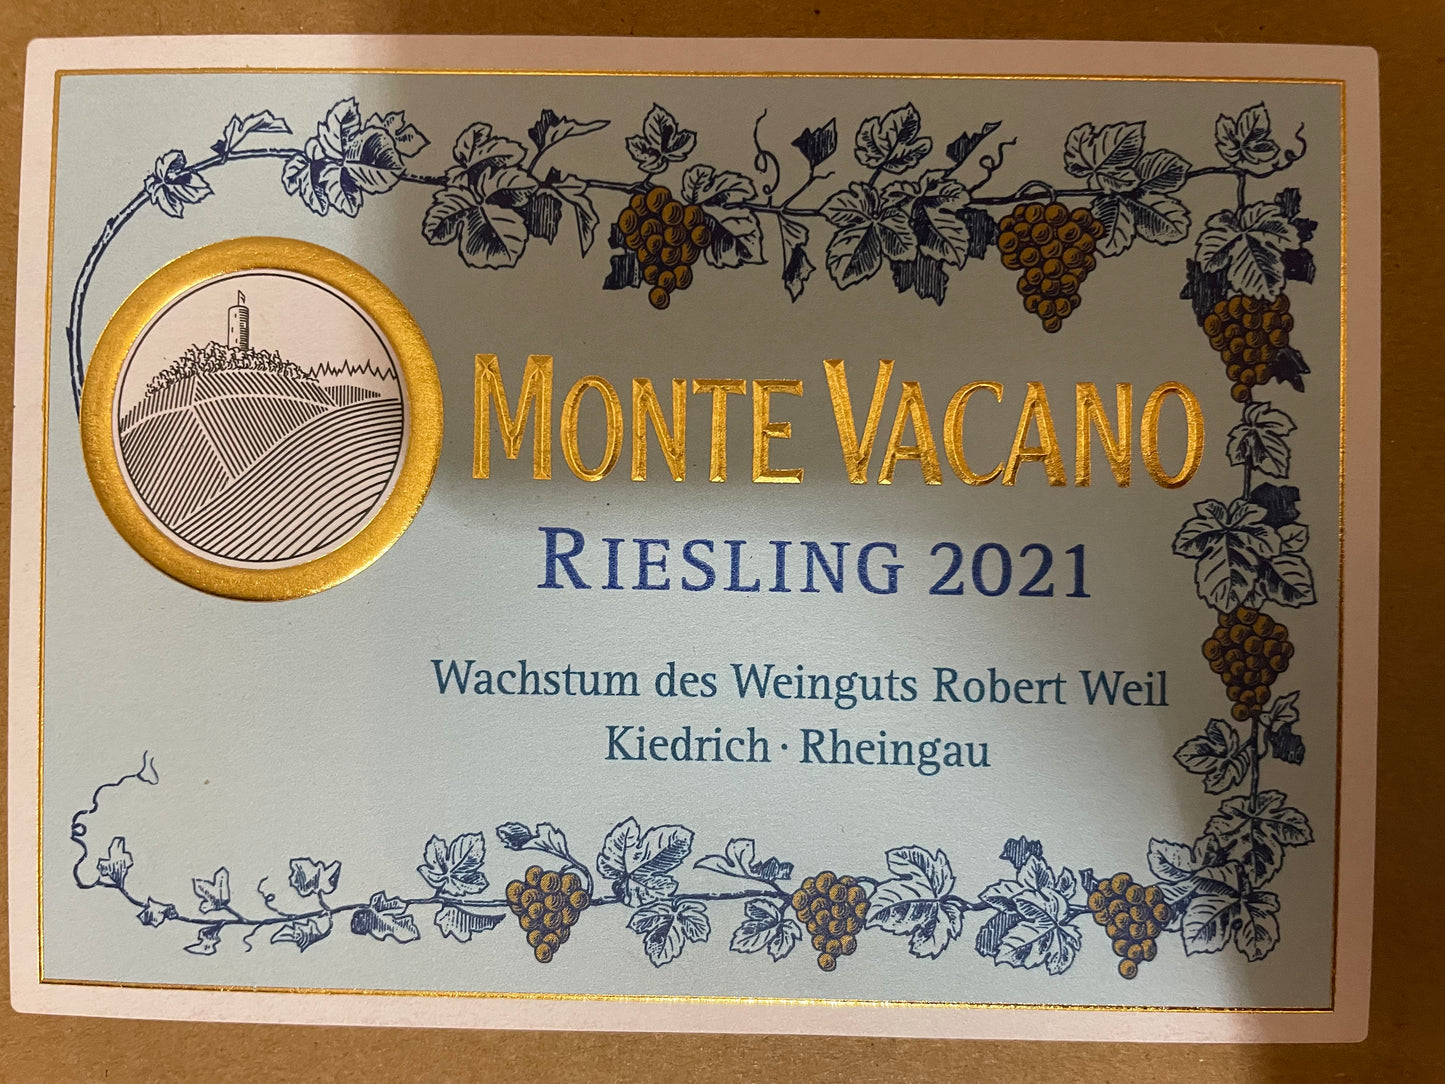 MONTE VACANO
RIESLING 2021
Wachstum des Weinguts Robert Weil
Kiedrich · Rheingau